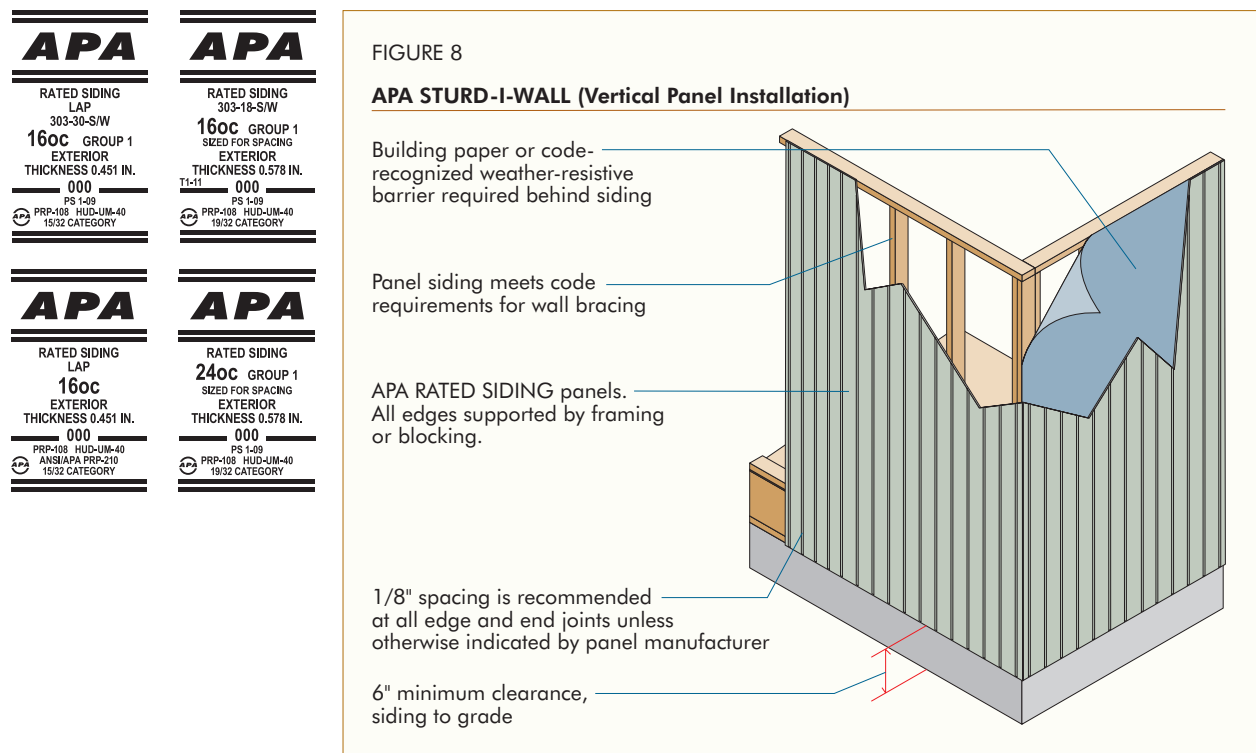 APA
RATED SIDING
LAP
303-30-S/W
16oc GROUP 1
EXTERIOR
THICKNESS 0.451 IN.
000
PS 1-09
APA PRP-108 HUD-UM-40
15/32 CATEGORY
APA
RATED SIDING
303-18-S/W
16oc GROUP 1
SIZED FOR SPACING
EXTERIOR
THICKNESS 0.578 IN.
T1-11 000
PS 1-09
APA PRP-108 HUD-UM-40
19/32 CATEGORY
APA
RATED SIDING
LAP
16oc
EXTERIOR
THICKNESS 0.451 IN.
000
PRP-108 HUD-UM-40
APA ANSI/APA PRP-210
15/32 CATEGORY
APA
RATED SIDING
24oc GROUP 1
SIZED FOR SPACING
EXTERIOR
THICKNESS 0.578 IN.
000
PS 1-09
APA PRP-108 HUD-UM-40
19/32 CATEGORY
FIGURE 8
APA STURD-I-WALL (Vertical Panel Installation)
Building paper or code-
recognized weather-resistive
barrier required behind siding
Panel siding meets code
requirements for wall bracing
APA RATED SIDING panels.
All edges supported by framing
or blocking.
1/8" spacing is recommended
at all edge and end joints unless
otherwise indicated by panel manufacturer
6" minimum clearance,
siding to grade